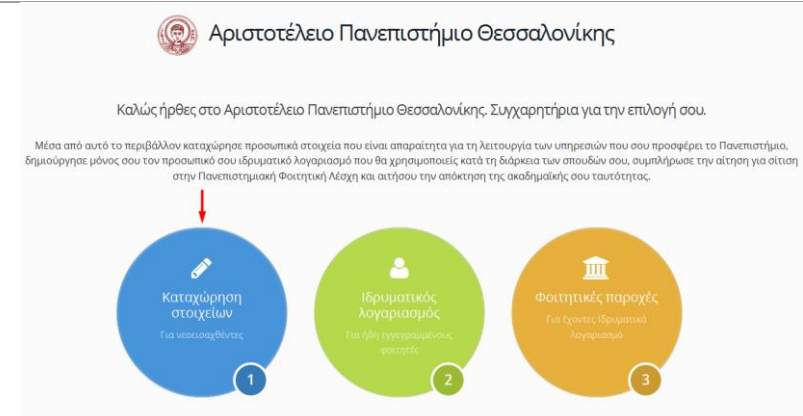 Αριστοτέλειο Πανεπιστήμιο Θεσσαλονίκης
Καλώς ήρθες στο Αριστοτέλειο Πανεπιστήμιο Θεσσαλονίκης. Συγχαρητήρια για την επιλογή σου.
Μέσα από αυτό το περιβάλλον καταχώρησε προσωπικά στοιχεία που είναι απαραίτητα για τη λειτουργία των υπηρεσιών που σου προσφέρει το Πανεπιστήμιο,
δημιούργησε μόνος σου τον προσωπικό σου ιδρυματικό λογαριασμό που θα χρησιμοποιείς κατά τη διάρκεια των σπουδών σου, συμπλήρωσε την αίτηση για σίτιση
στην Πανεπιστημιακή Φοιτητική Λέσχη και αιτήσου την απόκτηση της ακαδημαϊκής σου ταυτότητας.
Καταχώρηση
στοιχείων
Για νεοεισαχθέντες
1
Ιδρυματικός
λογαριασμός
Για ήδη εγγεγραμμένους
φοιτητές
2
Φοιτητικές παροχές
Για έχοντες Ιδρυματικό
λογαριασμό
3